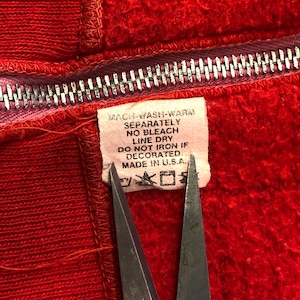 MACH-WASH-WARM
SEPARATELY
NO BLEACH
LINE DRY
DO NOT IRON IF
DECORATED
MADE IN U.S.A.